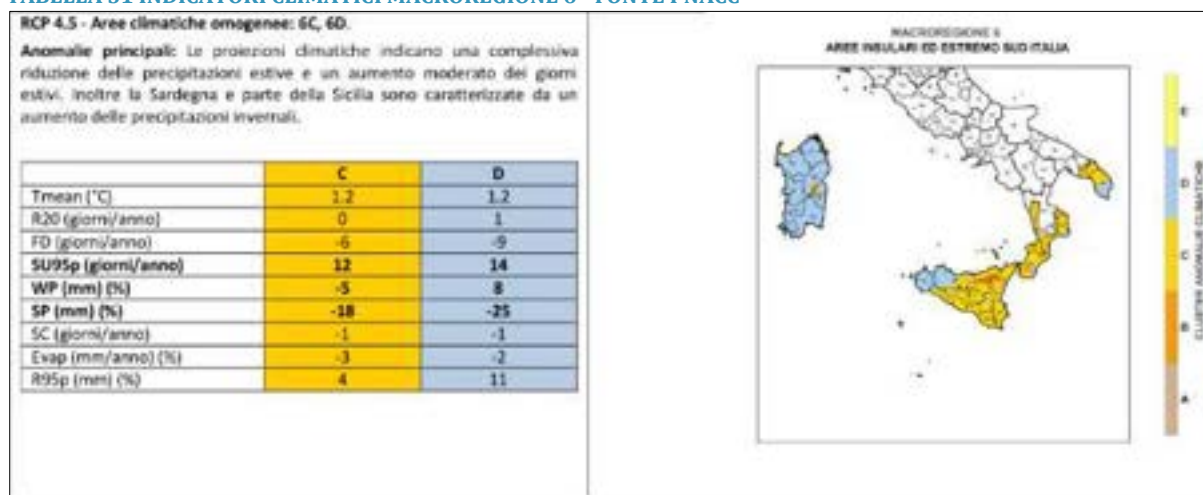 TABELLA 31 INDICATORI CLIMATICI MACROREGIONE 6 - FONTE PNACC
RCP 4.5 - Aree climatiche omogenee: 6C, 6D.
Anomalie principali: Le proiezioni climatiche indicano una complessiva
riduzione delle precipitazioni estive e un aumento moderato dei giorni
estivi. Inoltre la Sardegna e parte della Sicilia sono caratterizzate da un
aumento delle precipitazioni invernali.
C D
Tmean (°C) 1.2 1.2
R20 (giorni/anno) 0 1
FD (giorni/anno) -6 -9
SU95p (giorni/anno) 12 14
WP (mm) (%) -5 8
SP (mm) (%) -18 -25
SC (giorni/anno) -1 -1
Evap (mm/anno) (%) -3 -2
R95p (mm) (%) 4 11
MACROREGIONE 6
AREE INSULARI ED ESTREMO SUD ITALIA
E
D
C
B
A
CLUSTER ANOMALIE CLIMATICHE